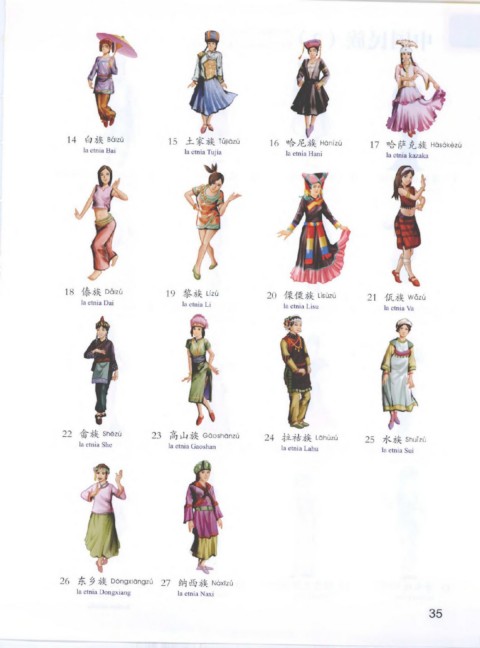 14 白族 Báizú
la etnia Bai
15 土家族 Tǔjiāzú
la etnia Tujia
16 哈尼族 Hānízú
la etnia Hani
17 哈萨克族 Hāsàkèzú
la etnia kazaka
18 傣族 Dǎizú
la etnia Dai
19 黎族 Lízú
la etnia Li
20 傈僳族 Lìsùzú
la etnia Lisu
21 佤族 Wǎzú
la etnia Va
22 畲族 Shēzú
la etnia She
23 高山族 Gāoshānzú
la etnia Gaoshan
24 拉祜族 Lāhùzú
la etnia Lahu
25 水族 Shuǐzú
la etnia Sui
26 东乡族 Dōngxiāngzú
la etnia Dongxiang
27 纳西族 Nàxīzú
la etnia Naxi
35